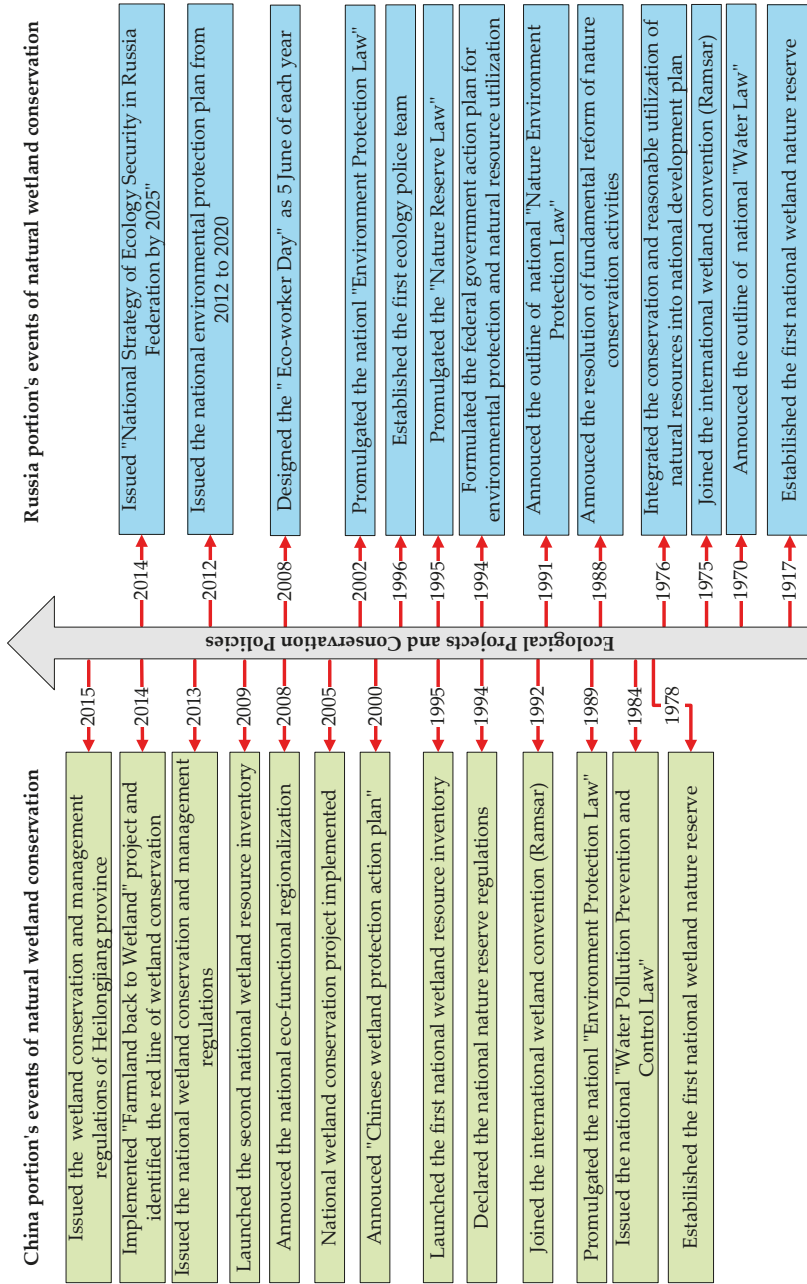 China portion's events of natural wetland conservation
Issued the wetland conservation and management
regulations of Heilongjiang province
2015
Implemented "Farmland back to Wetland" project and
identified the red line of wetland conservation
2014
Issued the national wetland conservation and management
regulations
2013
Launched the second national wetland resource inventory
2009
Annouced the national eco-functional regionalization
2008
National wetland conservation project implemented
2005
Annouced "Chinese wetland protection action plan"
2000
Launched the first national wetland resource inventory
1995
Declared the national nature reserve regulations
1994
Joined the international wetland convention (Ramsar)
1992
Promulgated the nationl "Environment Protection Law"
1989
Issued the national "Water Pollution Prevention and
Control Law"
1984
Estabilished the first national wetland nature reserve
1978
Ecological Projects and Conservation Policies
Russia portion's events of natural wetland conservation
2014
Issued "National Strategy of Ecology Security in Russia
Federation by 2025"
2012
Issued the national environmental protection plan from
2012 to 2020
2008
Designed the " Eco-worker Day" as 5 June of each year
2002
Promulgated the nationl "Environment Protection Law"
1996
Established the first ecology police team
1995
Promulgated the "Nature Reserve Law"
1994
Formulated the federal government action plan for
environmental protection and natural resource utilization
1991
Annouced the outline of national "Nature Environment
Protection Law"
1988
Annouced the resolution of fundamental reform of nature
conservation activities
1976
Integrated the conservation and reasonable utilization of
natural resources into national development plan
1975
Joined the international wetland convention (Ramsar)
1970
Annouced the outline of national "Water Law"
1917
Estabilished the first national wetland nature reserve